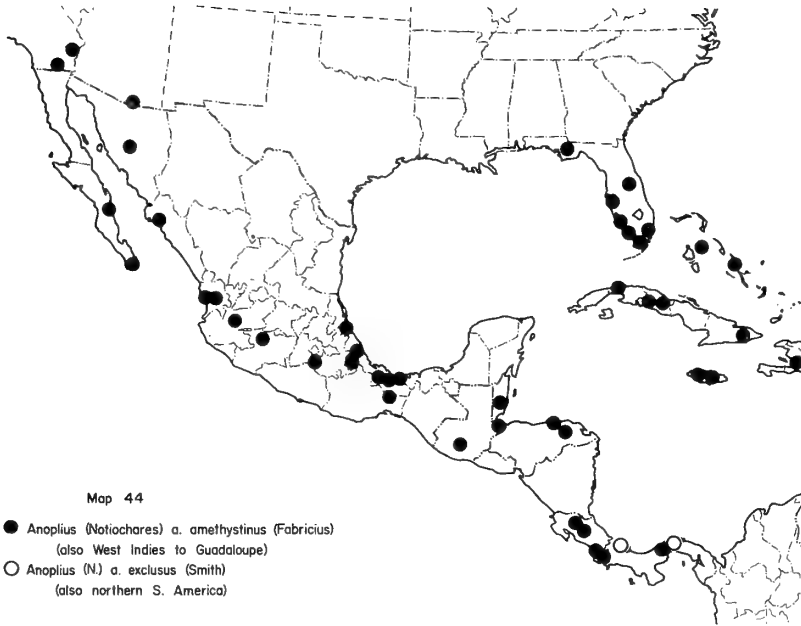 Map 44
Anoplius (Notiochares) a. amethystinus (Fabricius)
(also West Indies to Guadaloupe)
Anoplius (N.) a. exclusus (Smith)
(also northern S. America)